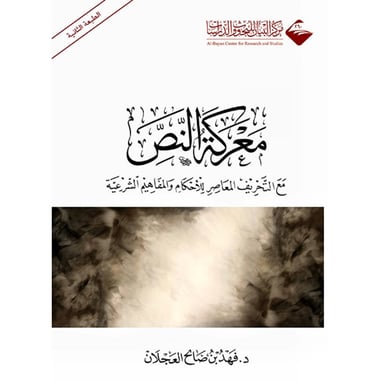 الطبعة الثانية
مركز البيان للبحوث والدراسات
Al-Bayan Center for Research and Studies
معركة النص
مع التحريف المعاصر للأحكام والمفاهيم الشرعية
د. فهد بن صالح العجلان